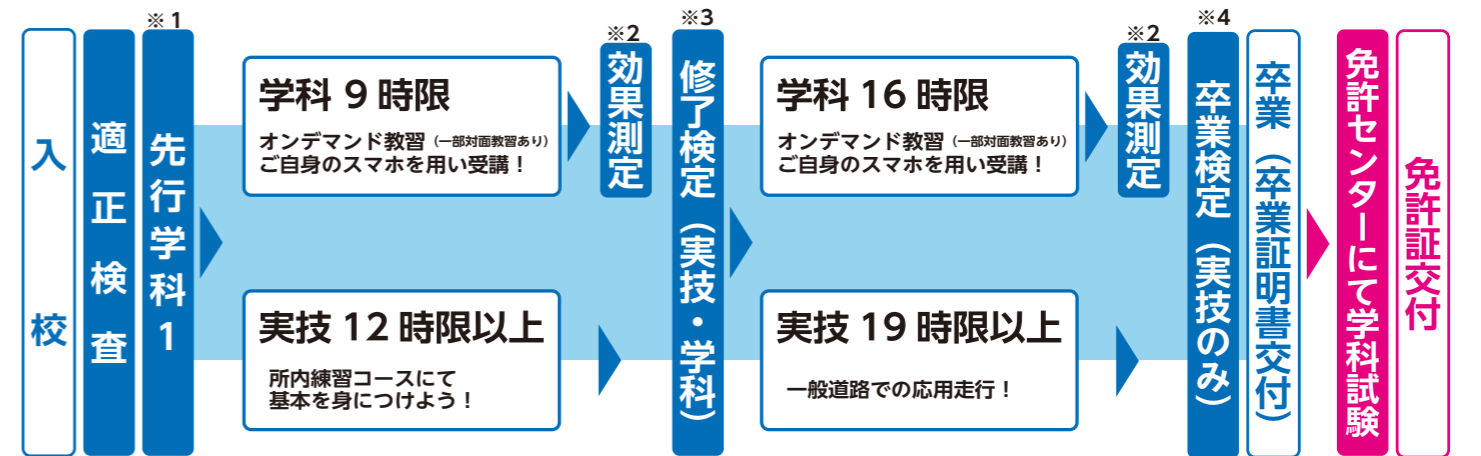 入校
適正検査
※1
先行学科1
学科 9 時限
オンデマンド教習(一部対面教習あり)
ご自身のスマホを用い受講!
実技 12 時限以上
所内練習コースにて
基本を身につけよう!
※2
効果測定
※3
修了検定(実技・学科)
学科 16 時限
オンデマンド教習(一部対面教習あり)
ご自身のスマホを用い受講!
実技 19 時限以上
一般道路での応用走行!
※2
効果測定
※4
卒業検定(実技のみ)
卒業(卒業証明書交付)
免許センターにて学科試験
免許証交付